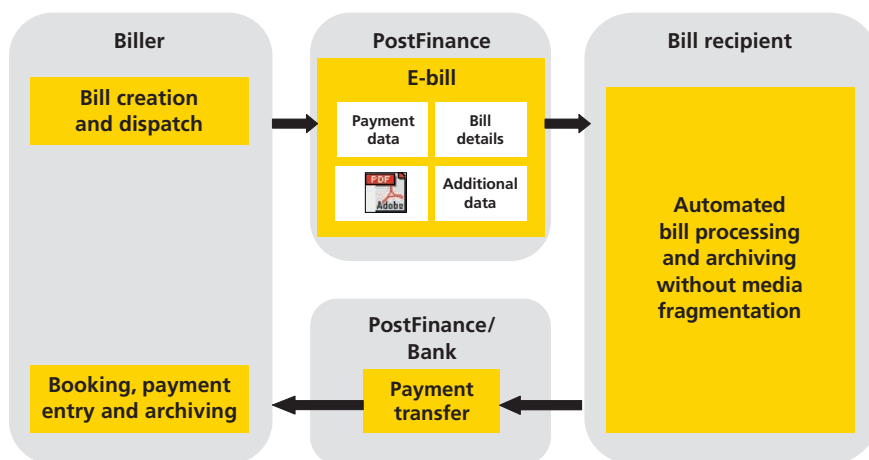 Biller
Bill creation
and dispatch
Booking, payment
entry and archiving
PostFinance
E-bill
Payment
data
Bill
details
PDF
Adobe
Additional
data
PostFinance/
Bank
Payment
transfer
Bill recipient
Automated
bill processing
and archiving
without media
fragmentation